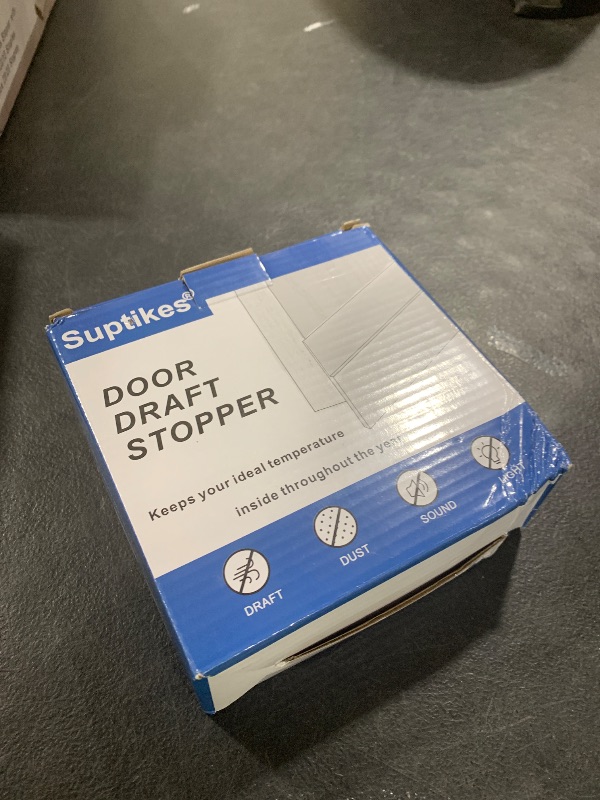 Suptikes®
DOOR
DRAFT
STOPPER
Keeps your ideal temperature
inside throughout the year
DRAFT
DUST
SOUND
LIGHT